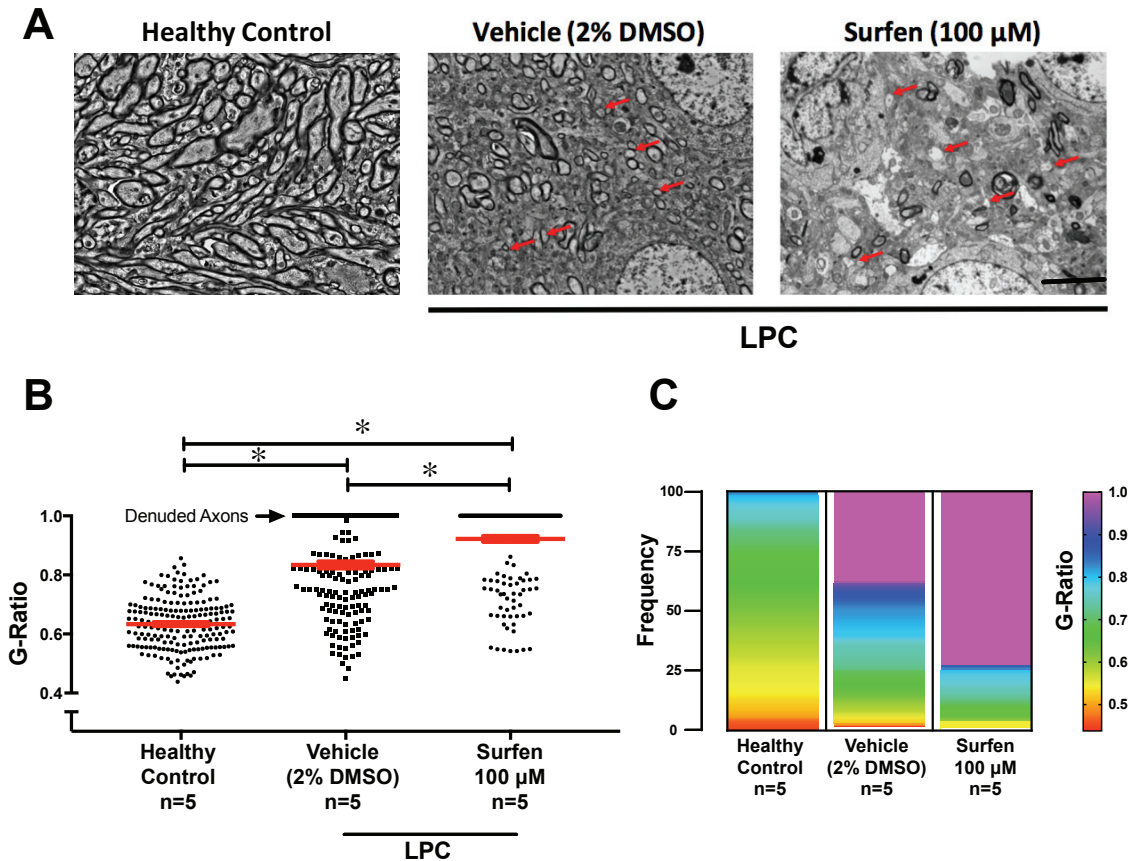 A
Healthy Control
Vehicle (2% DMSO)
Surfen (100 µM)
LPC
B
*
*
*
Denuded Axons
G-Ratio
1.0
0.8
0.6
0.4
Healthy
Control
n=5
Vehicle
(2% DMSO)
n=5
Surfen
100 µM
n=5
LPC
C
Frequency
100
75
50
25
0
Healthy
Control
n=5
Vehicle
(2% DMSO)
n=5
Surfen
100 µM
n=5
G-Ratio
1.0
0.9
0.8
0.7
0.6
0.5